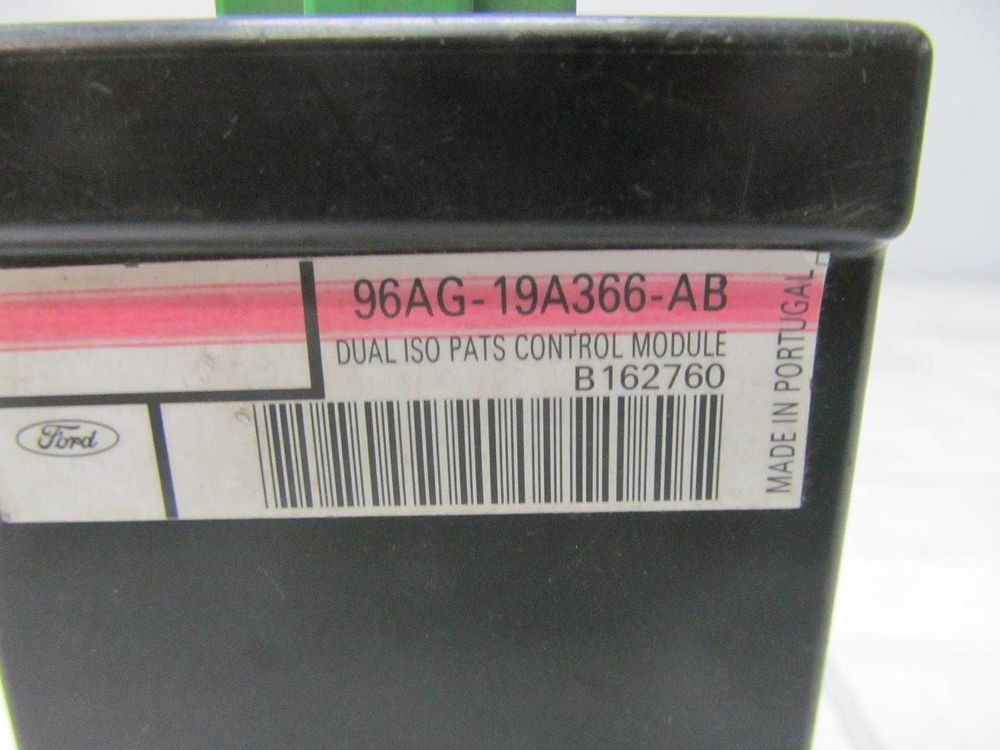 96AG-19A366-AB
DUAL ISO PATS CONTROL MODULE
B162760
Ford
MADE IN PORTUGAL